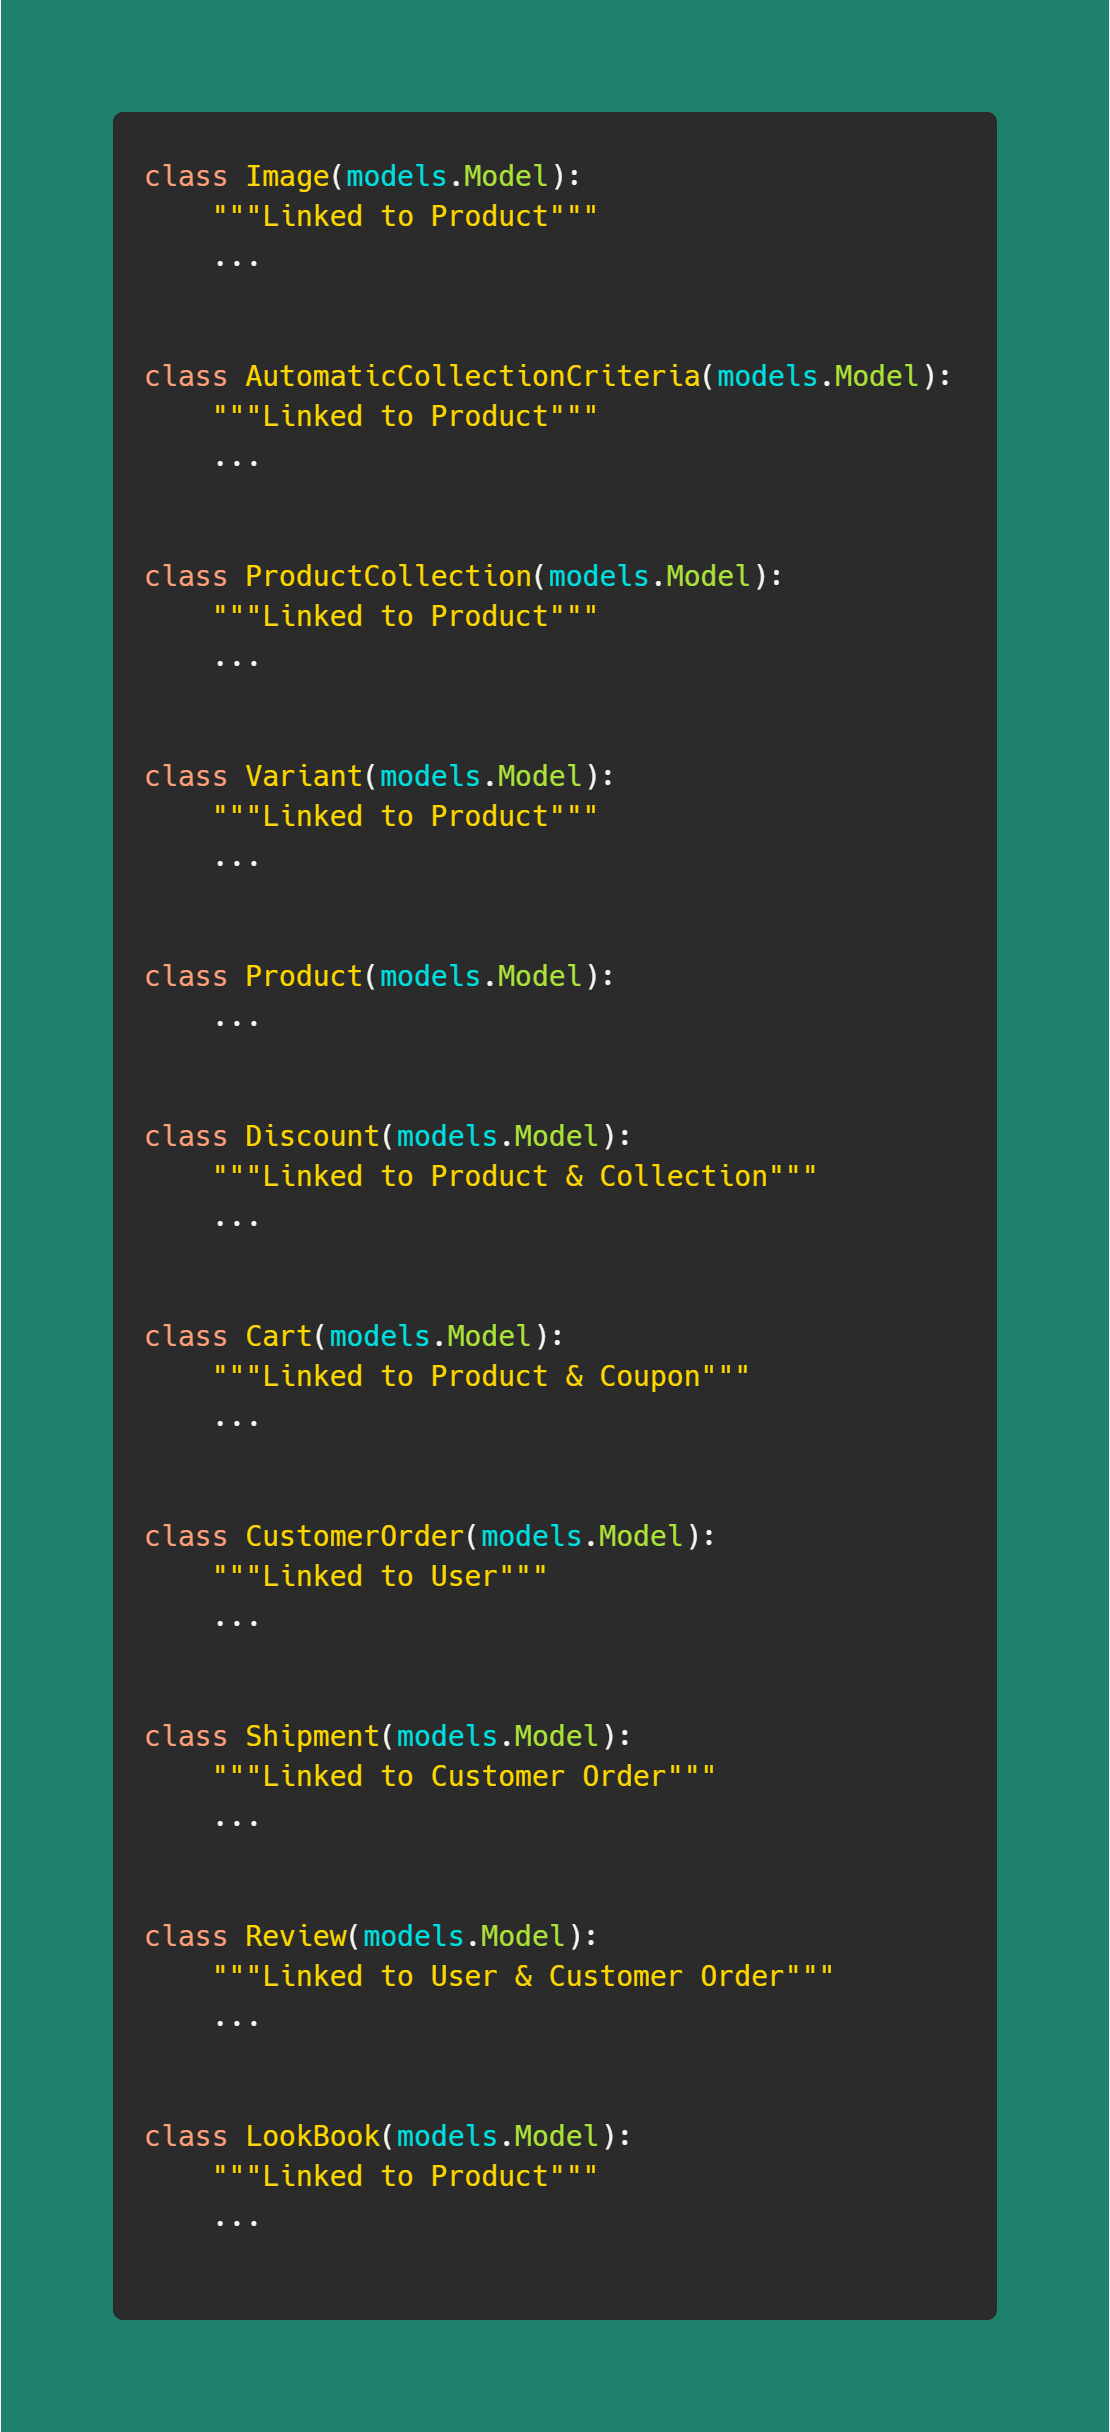 class Image(models.Model):
    """Linked to Product"""
    ...
class AutomaticCollectionCriteria(models.Model):
    """Linked to Product"""
    ...
class ProductCollection(models.Model):
    """Linked to Product"""
    ...
class Variant(models.Model):
    """Linked to Product"""
    ...
class Product(models.Model):
    ...
class Discount(models.Model):
    """Linked to Product & Collection"""
    ...
class Cart(models.Model):
    """Linked to Product & Coupon"""
    ...
class CustomerOrder(models.Model):
    """Linked to User"""
    ...
class Shipment(models.Model):
    """Linked to Customer Order"""
    ...
class Review(models.Model):
    """Linked to User & Customer Order"""
    ...
class LookBook(models.Model):
    """Linked to Product"""
    ...